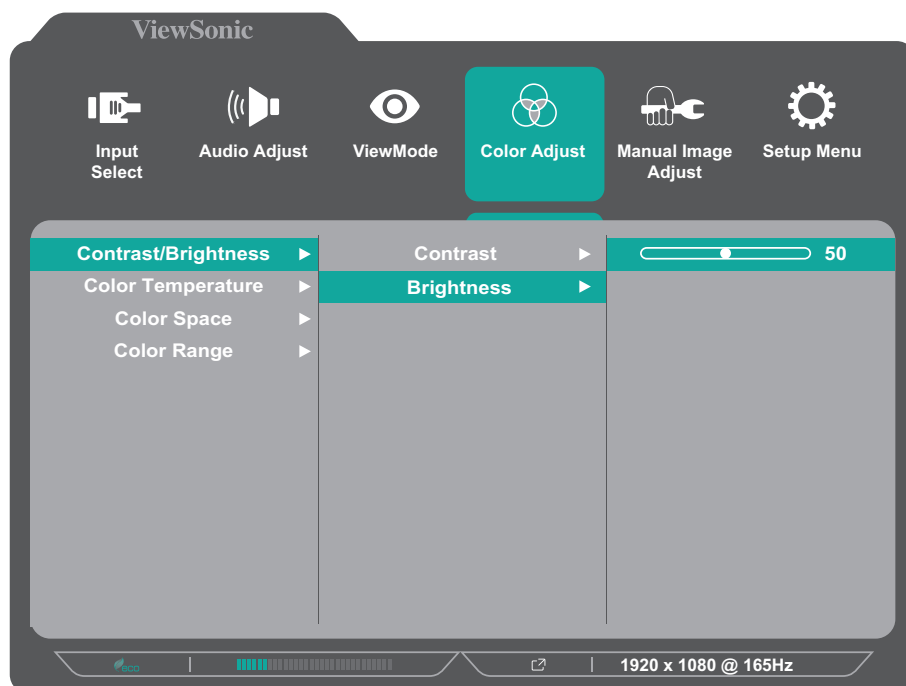 ViewSonic
Input
Select
Audio Adjust
ViewMode
Color Adjust
Manual Image
Adjust
Setup Menu
Contrast/Brightness
Contrast
50
Color Temperature
Brightness
Color Space
Color Range
eco
1920 x 1080 @ 165Hz